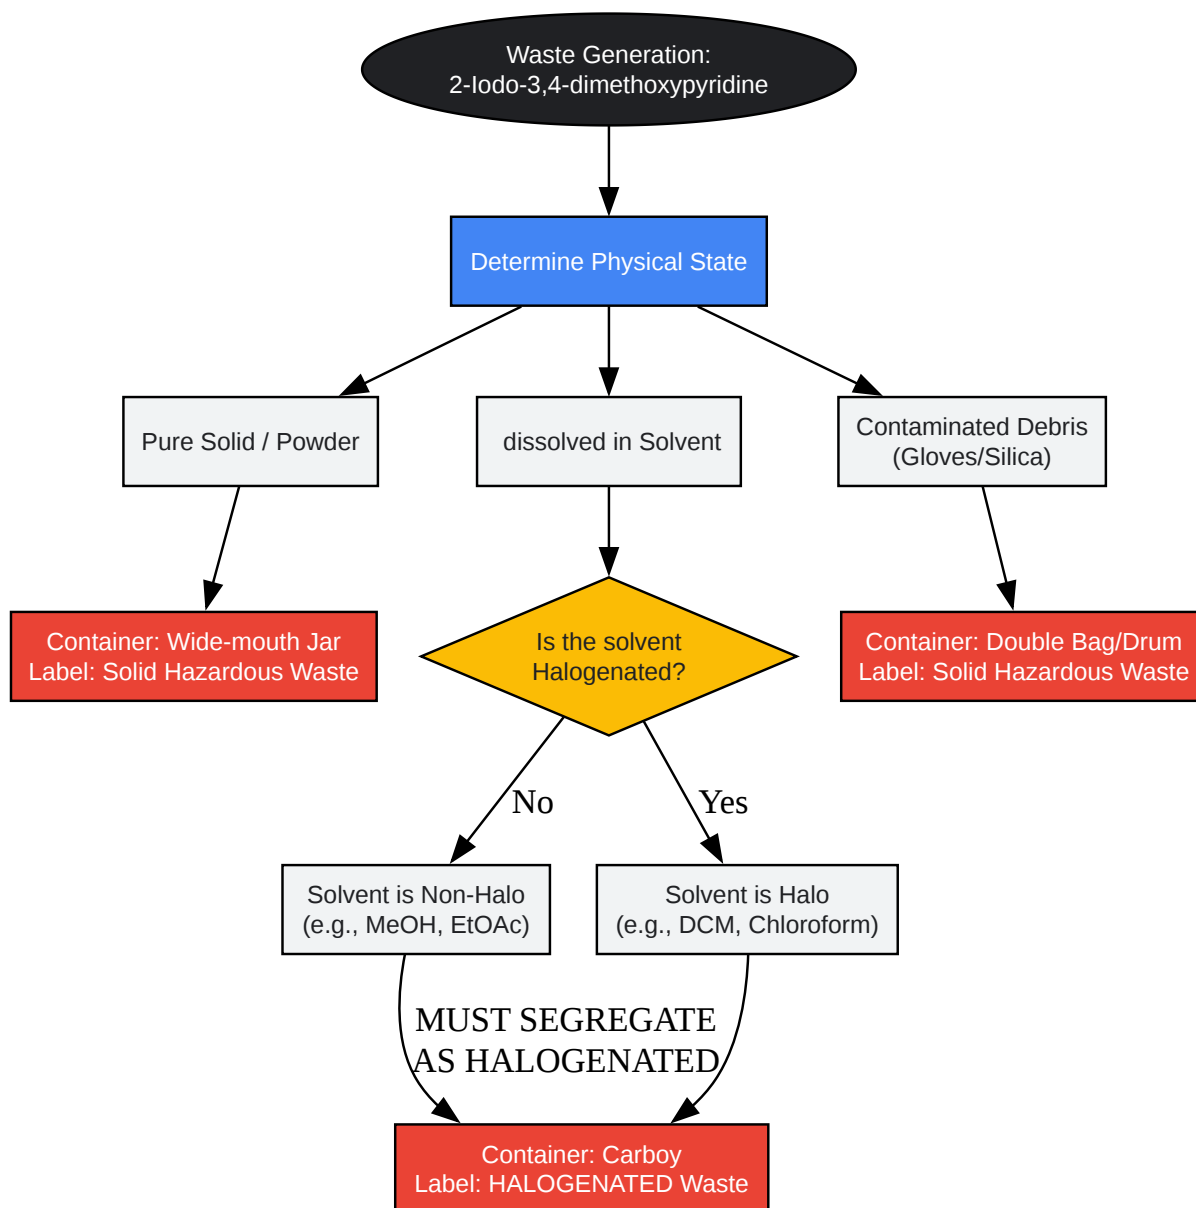 Waste Generation:
2-Iodo-3,4-dimethoxypyridine
Determine Physical State
Pure Solid / Powder
dissolved in Solvent
Contaminated Debris
(Gloves/Silica)
Container: Wide-mouth Jar
Label: Solid Hazardous Waste
Is the solvent
Halogenated?
Container: Double Bag/Drum
Label: Solid Hazardous Waste
No
Yes
Solvent is Non-Halo
(e.g., MeOH, EtOAc)
Solvent is Halo
(e.g., DCM, Chloroform)
MUST SEGREGATE
AS HALOGENATED
Container: Carboy
Label: HALOGENATED Waste